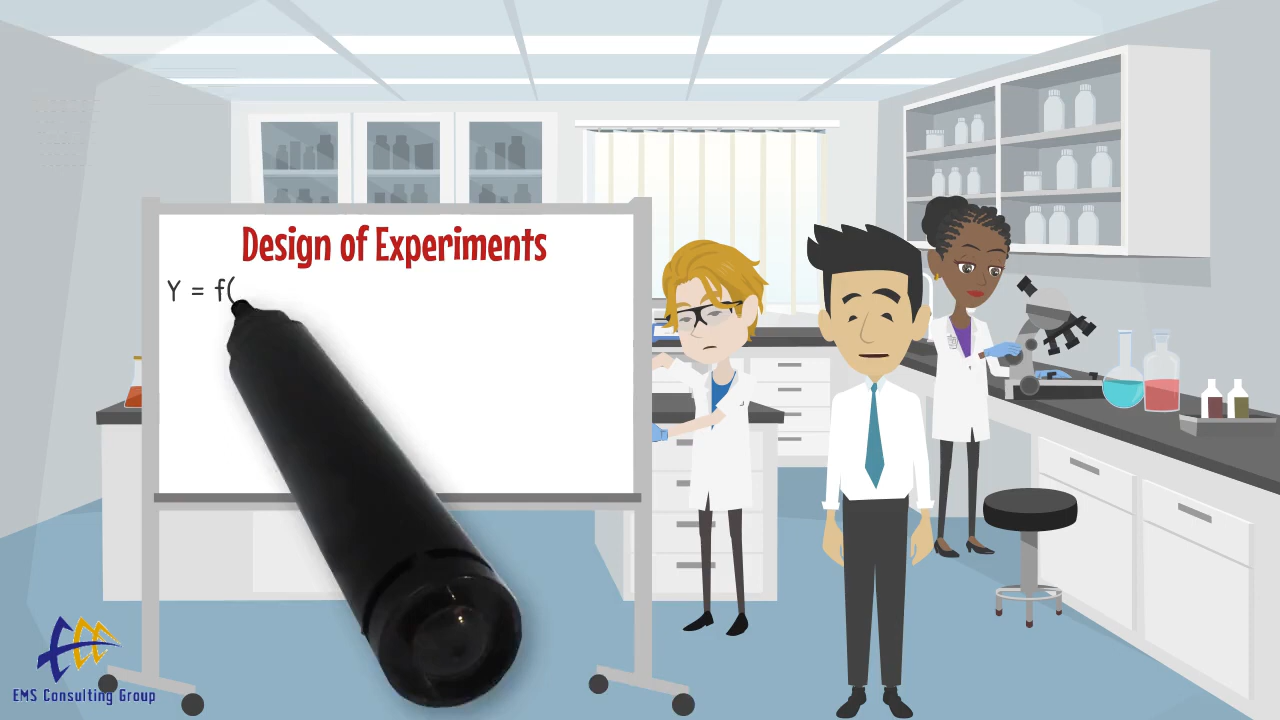 Design of Experiments
Y = f(
EMS Consulting Group